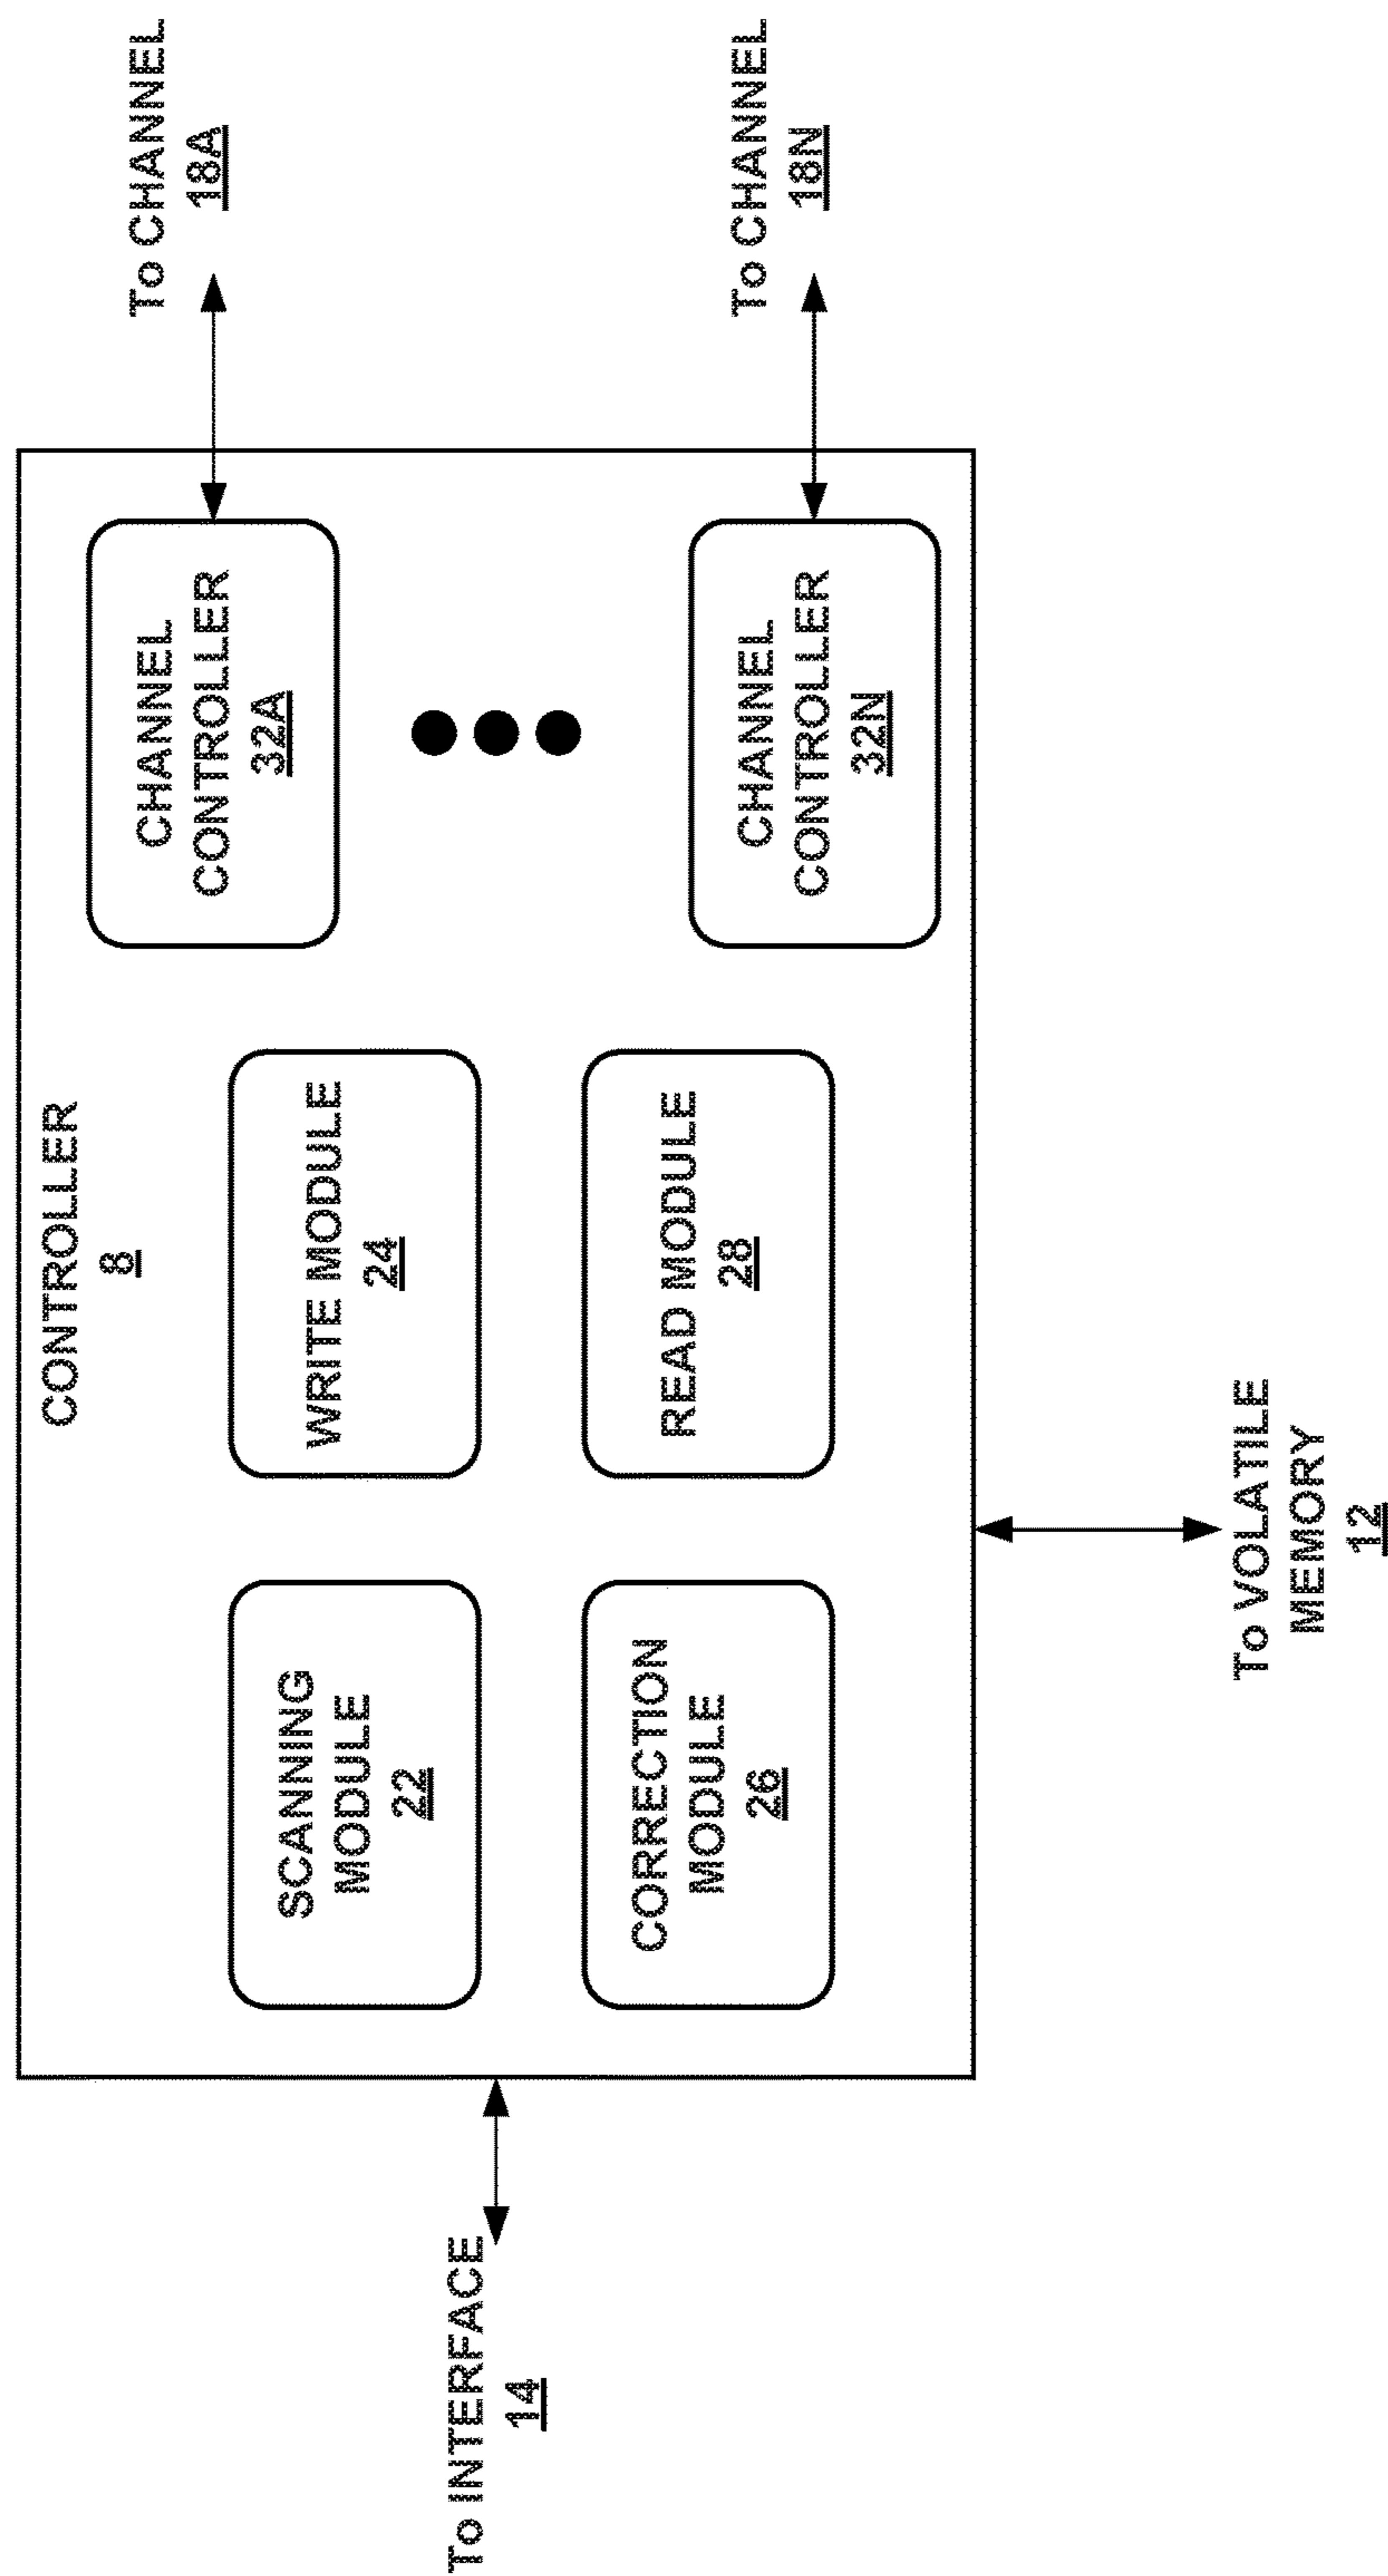 CONTROLLER
8
To INTERFACE
14
SCANNING
MODULE
22
WRITE MODULE
24
CORRECTION
MODULE
26
READ MODULE
28
CHANNEL
CONTROLLER
32A
CHANNEL
CONTROLLER
32N
To CHANNEL
18A
To CHANNEL
18N
To VOLATILE
MEMORY
12